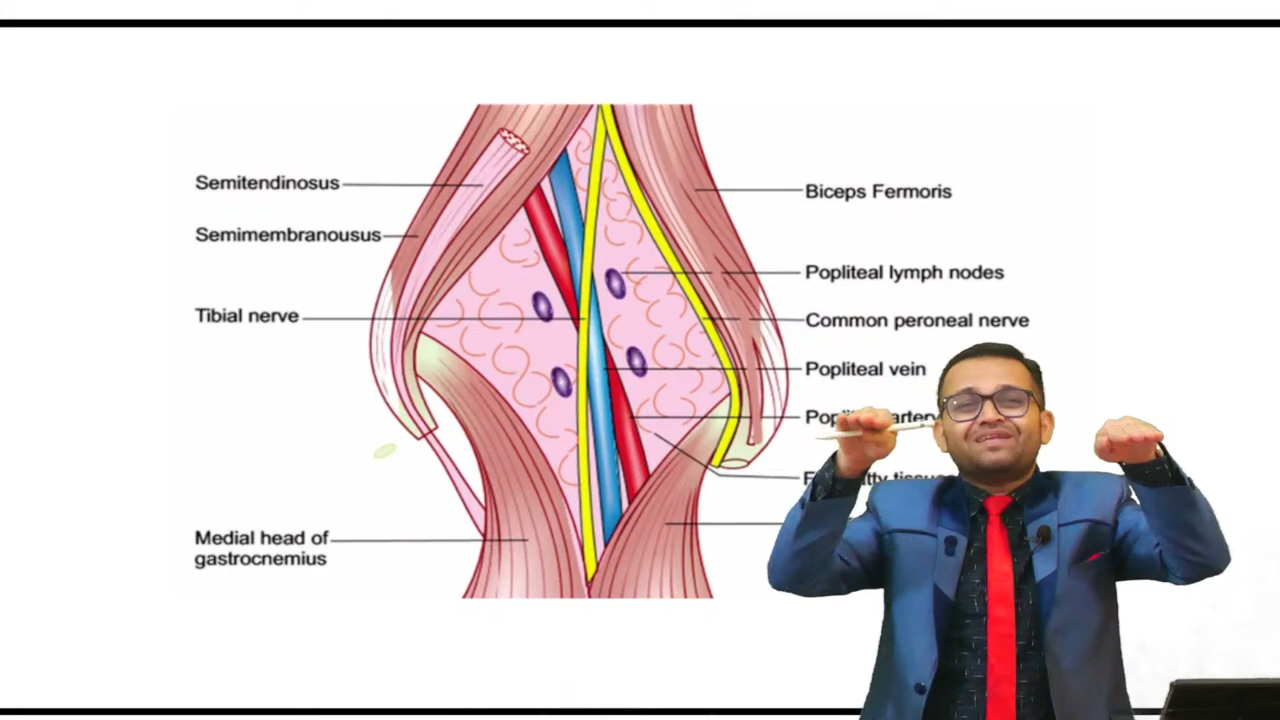 Semitendinosus
Semimembranousus
Tibial nerve
Medial head of
gastrocnemius
Biceps Fermoris
Popliteal lymph nodes
Common peroneal nerve
Popliteal vein